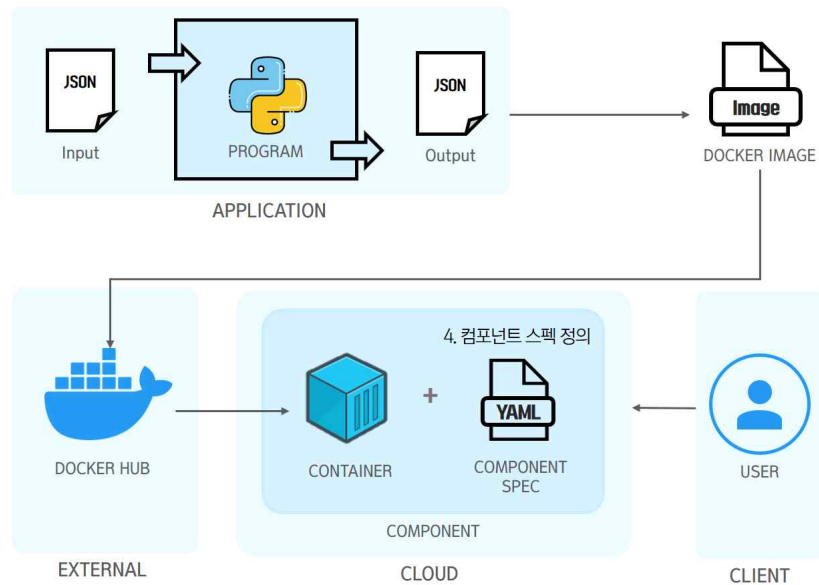 JSON
Input
PROGRAM
JSON
Output
APPLICATION
Image
DOCKER IMAGE
4. 컴포넌트 스펙 정의
YAML
DOCKER HUB
CONTAINER
+
COMPONENT
SPEC
USER
COMPONENT
EXTERNAL
CLOUD
CLIENT